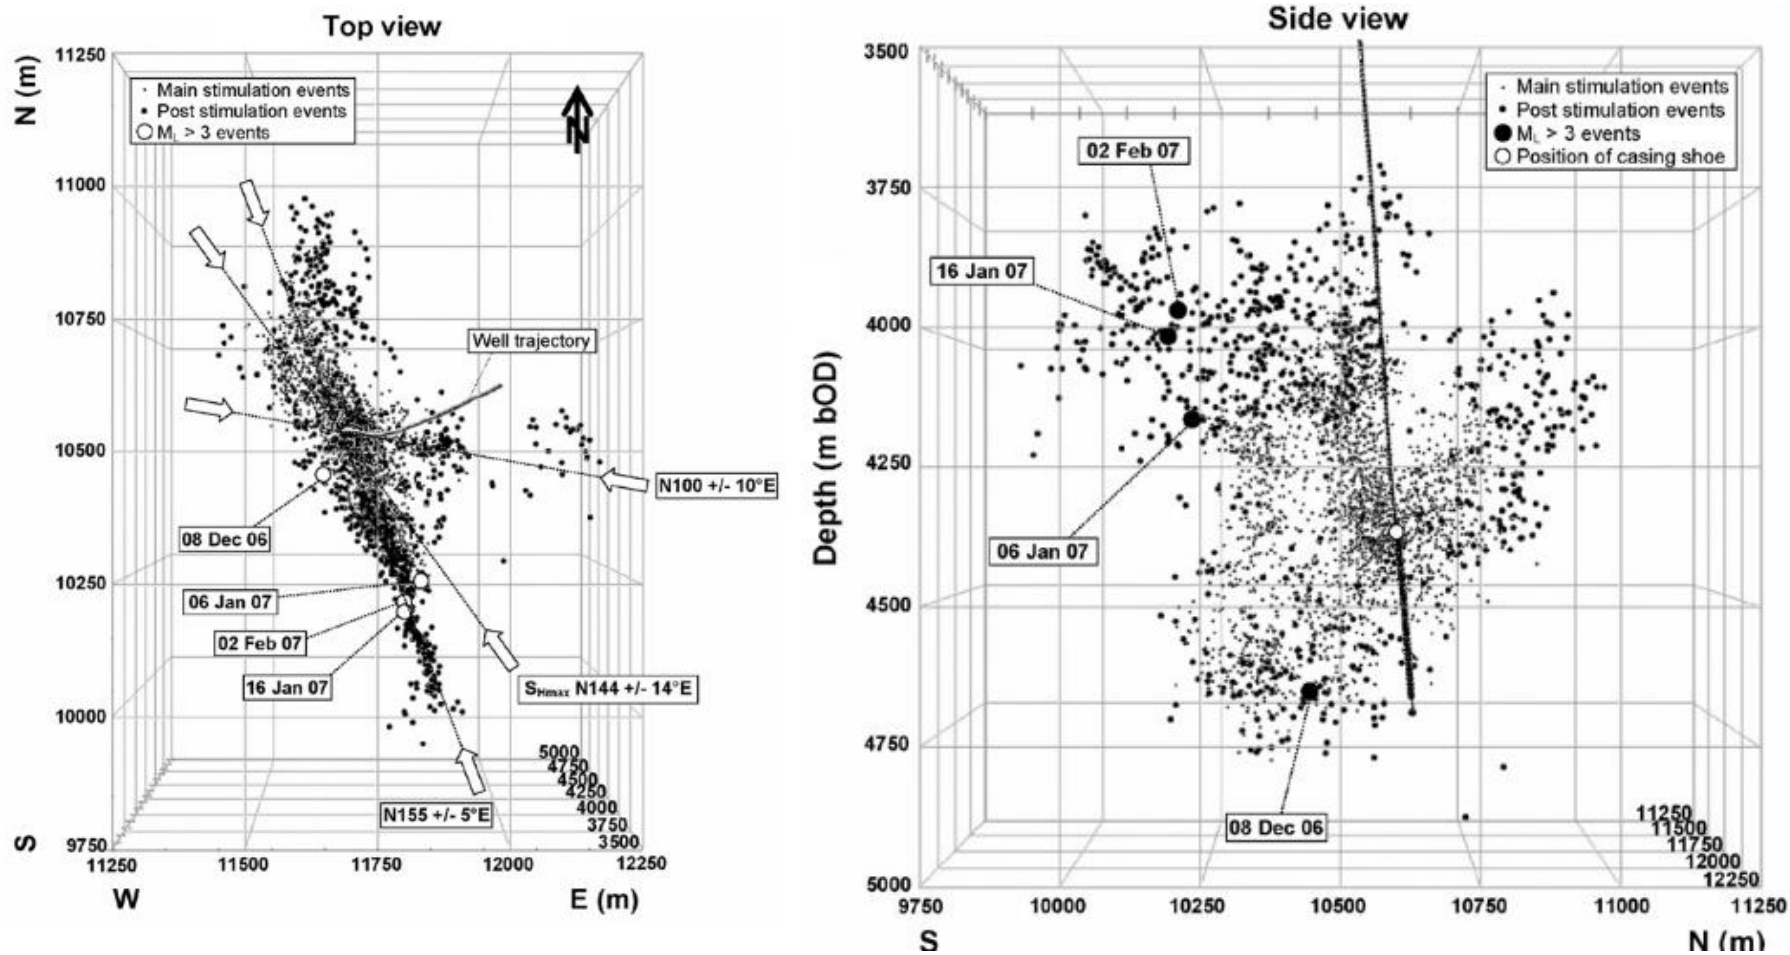 Top view
N (m)
11250
11000
10750
10500
10250
10000
9750
S
Main stimulation events
Post stimulation events
M_L > 3 events
N
Well trajectory
N100 +/- 10°E
08 Dec 06
06 Jan 07
02 Feb 07
16 Jan 07
S_Hmax N144 +/- 14°E
N155 +/- 5°E
5000
4750
4500
4250
4000
3750
3500
11250 11500 11750 12000 12250
W E (m)
Side view
3500
3750
4000
4250
4500
4750
5000
Depth (m bOD)
Main stimulation events
Post stimulation events
M_L > 3 events
Position of casing shoe
02 Feb 07
16 Jan 07
06 Jan 07
08 Dec 06
11250
11500
11750
12000
12250
9750 10000 10250 10500 10750 11000 11250
S N (m)